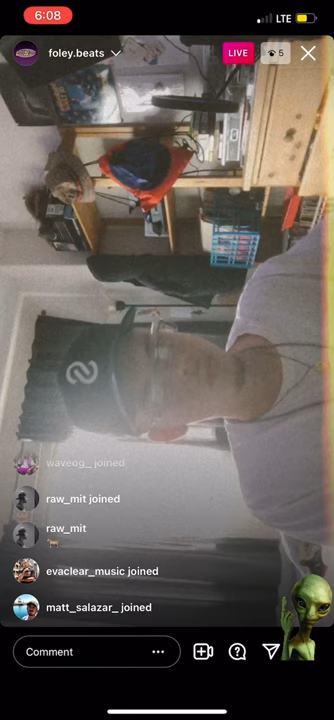 6:08
LTE
foley.beats
LIVE
5
waveog_ joined
raw_mit joined
raw_mit
evaclear_music joined
matt_salazar_ joined
Comment